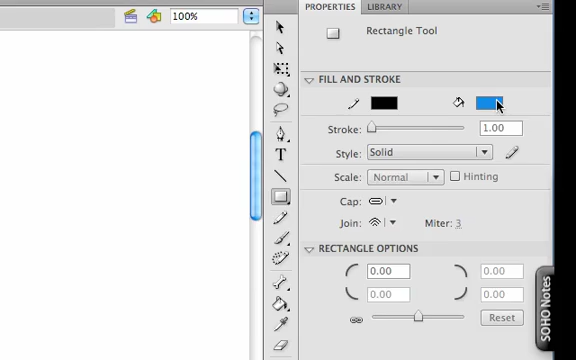 PROPERTIES LIBRARY
100%
Rectangle Tool
FILL AND STROKE
Stroke: 1.00
Style: Solid
Scale: Normal Hinting
Cap:
Join: Miter: 3
RECTANGLE OPTIONS
0.00 0.00
0.00 0.00
Reset
SOHO Notes
T